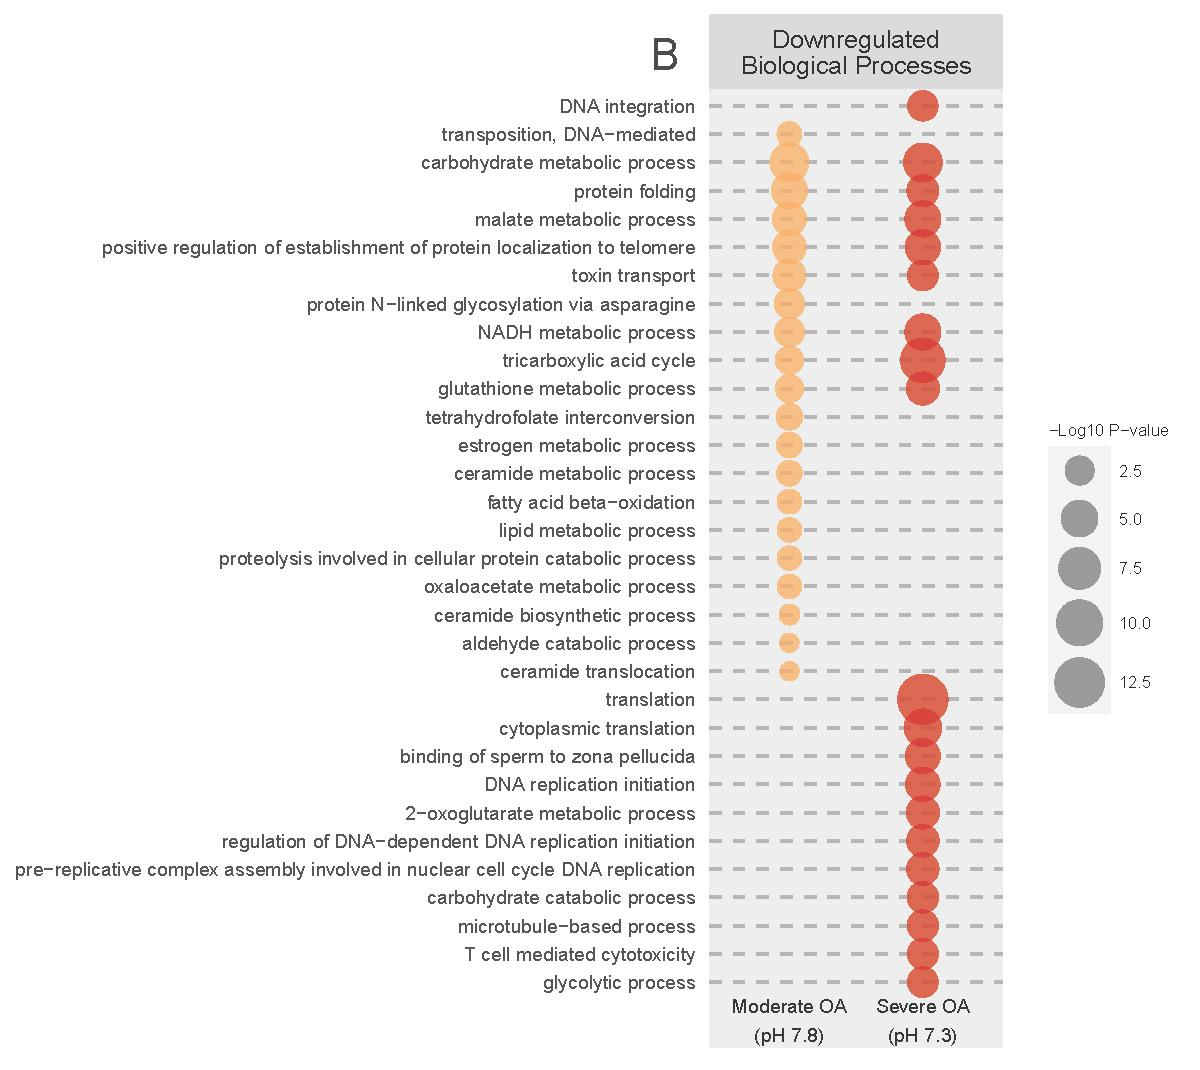 B
Downregulated
Biological Processes
DNA integration
transposition, DNA−mediated
carbohydrate metabolic process
protein folding
malate metabolic process
positive regulation of establishment of protein localization to telomere
toxin transport
protein N−linked glycosylation via asparagine
NADH metabolic process
tricarboxylic acid cycle
glutathione metabolic process
tetrahydrofolate interconversion
estrogen metabolic process
ceramide metabolic process
fatty acid beta−oxidation
lipid metabolic process
proteolysis involved in cellular protein catabolic process
oxaloacetate metabolic process
ceramide biosynthetic process
aldehyde catabolic process
ceramide translocation
translation
cytoplasmic translation
binding of sperm to zona pellucida
DNA replication initiation
2−oxoglutarate metabolic process
regulation of DNA−dependent DNA replication initiation
pre−replicative complex assembly involved in nuclear cell cycle DNA replication
carbohydrate catabolic process
microtubule−based process
T cell mediated cytotoxicity
glycolytic process
Moderate OA
(pH 7.8)
Severe OA
(pH 7.3)
−Log10 P−value
2.5
5.0
7.5
10.0
12.5